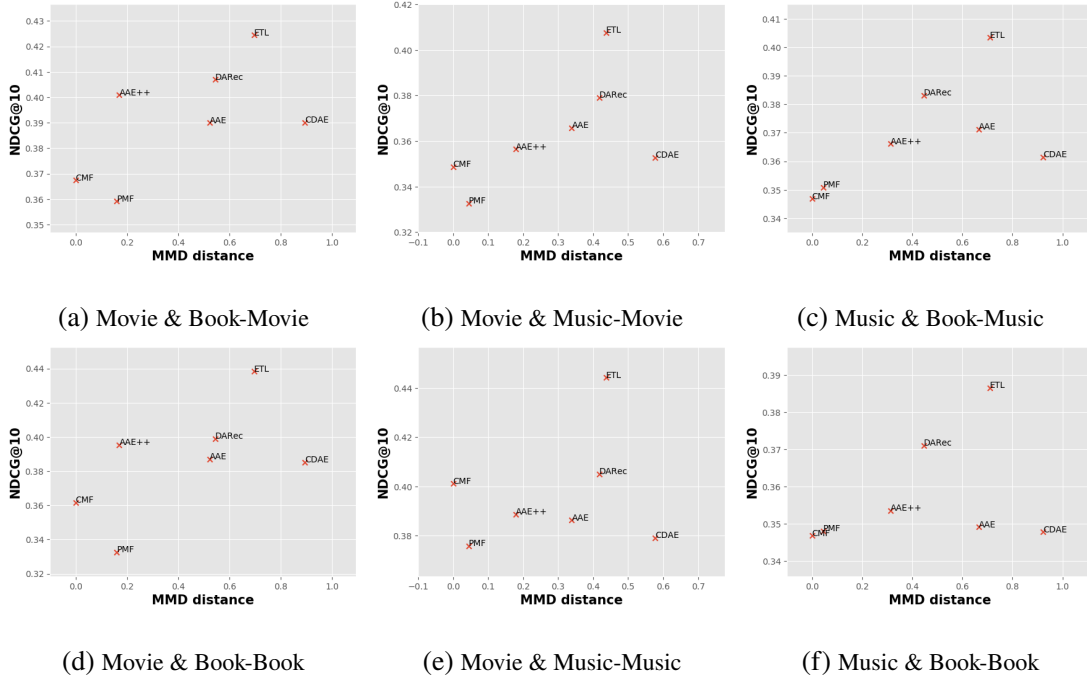 0.43
0.42
0.41
0.40
0.39
0.38
0.37
0.36
0.35
NDCG@10
ETL
DARec
AAE++
AAE
CDAE
CMF
PMF
0.0 0.2 0.4 0.6 0.8 1.0
MMD distance
(a) Movie & Book-Movie
0.42
0.40
0.38
0.36
0.34
0.32
NDCG@10
ETL
DARec
AAE
AAE++
CDAE
CMF
PMF
−0.1 0.0 0.1 0.2 0.3 0.4 0.5 0.6 0.7
MMD distance
(b) Movie & Music-Movie
0.41
0.40
0.39
0.38
0.37
0.36
0.35
0.34
NDCG@10
ETL
DARec
AAE
AAE++
CDAE
PMF
CMF
0.0 0.2 0.4 0.6 0.8 1.0
MMD distance
(c) Music & Book-Music
0.44
0.42
0.40
0.38
0.36
0.34
0.32
NDCG@10
ETL
DARec
AAE++
AAE
CDAE
CMF
PMF
0.0 0.2 0.4 0.6 0.8 1.0
MMD distance
(d) Movie & Book-Book
0.44
0.42
0.40
0.38
NDCG@10
ETL
DARec
CMF
AAE++
AAE
CDAE
PMF
−0.1 0.0 0.1 0.2 0.3 0.4 0.5 0.6 0.7
MMD distance
(e) Movie & Music-Music
0.39
0.38
0.37
0.36
0.35
0.34
NDCG@10
ETL
DARec
AAE++
AAE
CDAE
PMF
CMF
0.0 0.2 0.4 0.6 0.8 1.0
MMD distance
(f) Music & Book-Book